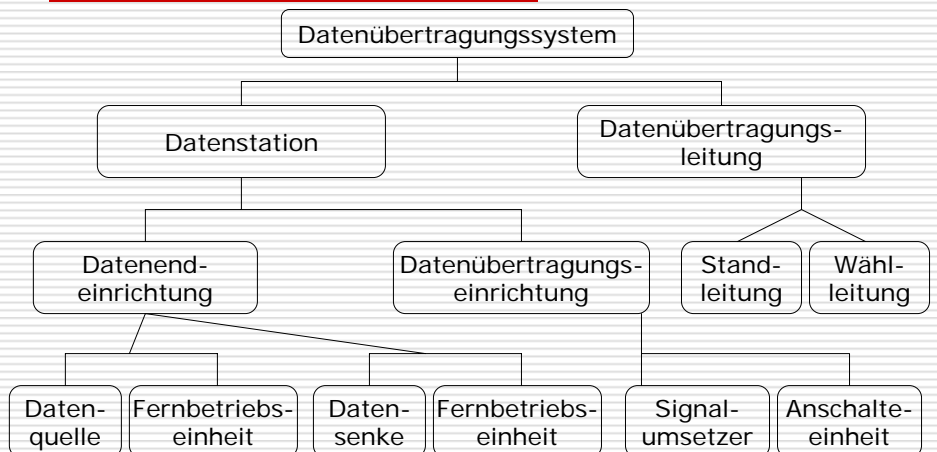 Datenübertragungssystem
Datenstation
Datenübertragungs-
leitung
Datenend-
einrichtung
Datenübertragungs-
einrichtung
Stand-
leitung
Wähl-
leitung
Daten-
quelle
Fernbetriebs-
einheit
Daten-
senke
Fernbetriebs-
einheit
Signal-
umsetzer
Anschalte-
einheit